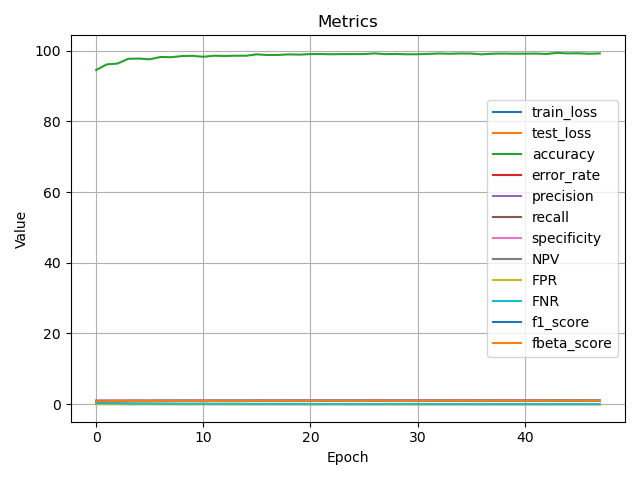 Metrics
100
80
60
40
20
0
Value
train_loss
test_loss
accuracy
error_rate
precision
recall
specificity
NPV
FPR
FNR
f1_score
fbeta_score
0 10 20 30 40
Epoch